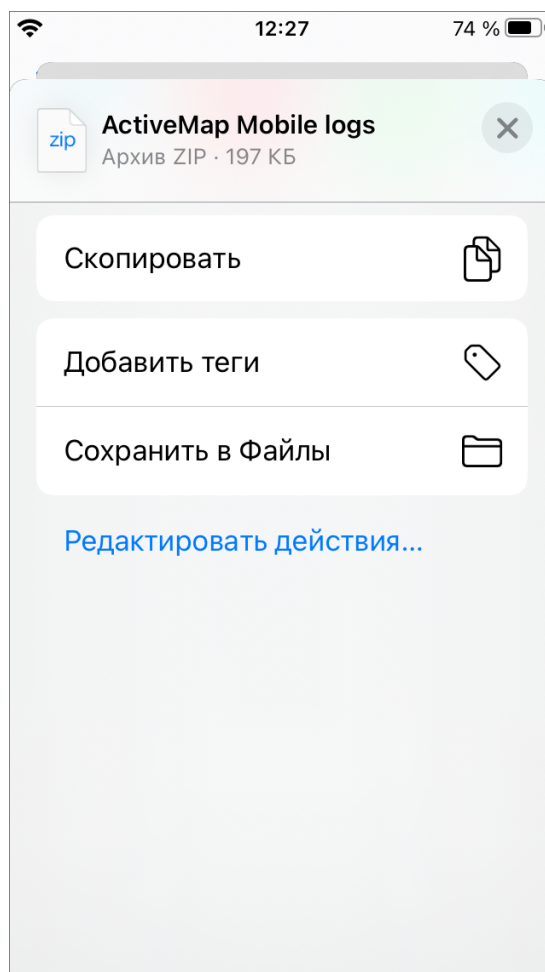 12:27
74 %
ActiveMap Mobile logs
zip
Архив ZIP · 197 КБ
Скопировать
Добавить теги
Сохранить в Файлы
Редактировать действия...